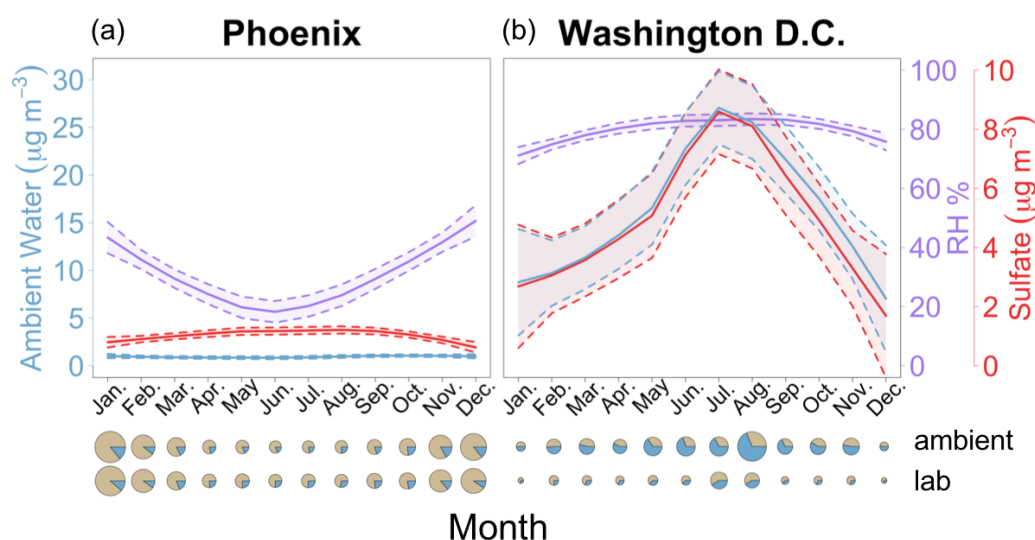 (a) Phoenix
(b) Washington D.C.
Ambient Water (μg m⁻³)
30
25
20
15
10
5
0
100
80
60
40
20
0
RH %
10
8
6
4
2
0
Sulfate (μg m⁻³)
Jan. Feb. Mar. Apr. May Jun. Jul. Aug. Sep. Oct. Nov. Dec.
Jan. Feb. Mar. Apr. May Jun. Jul. Aug. Sep. Oct. Nov. Dec.
ambient
lab
Month